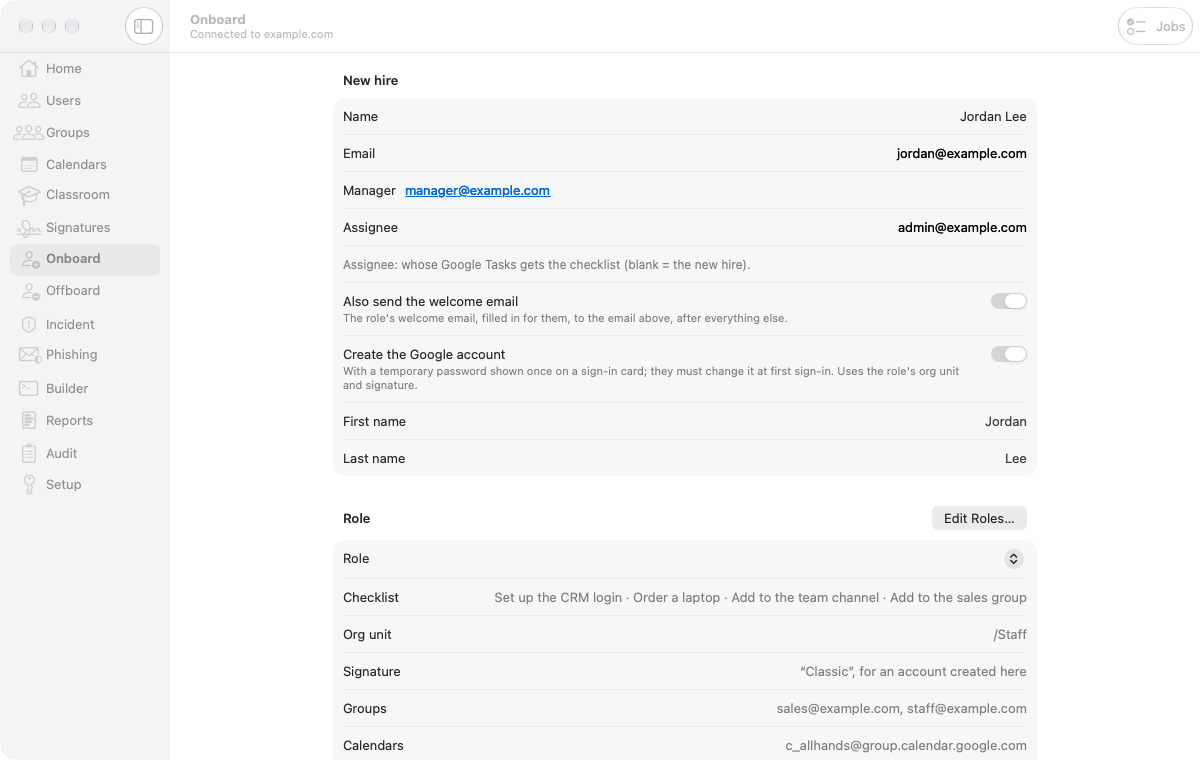 Onboard
Connected to example.com
Jobs
Home
Users
Groups
Calendars
Classroom
Signatures
Onboard
Offboard
Incident
Phishing
Builder
Reports
Audit
Setup
New hire
Name Jordan Lee
Email jordan@example.com
Manager manager@example.com
Assignee admin@example.com
Assignee: whose Google Tasks gets the checklist (blank = the new hire).
Also send the welcome email
The role's welcome email, filled in for them, to the email above, after everything else.
Create the Google account
With a temporary password shown once on a sign-in card; they must change it at first sign-in. Uses the role's org unit
and signature.
First name Jordan
Last name Lee
Role Edit Roles...
Role
Checklist Set up the CRM login · Order a laptop · Add to the team channel · Add to the sales group
Org unit /Staff
Signature “Classic”, for an account created here
Groups sales@example.com, staff@example.com
Calendars c_allhands@group.calendar.google.com